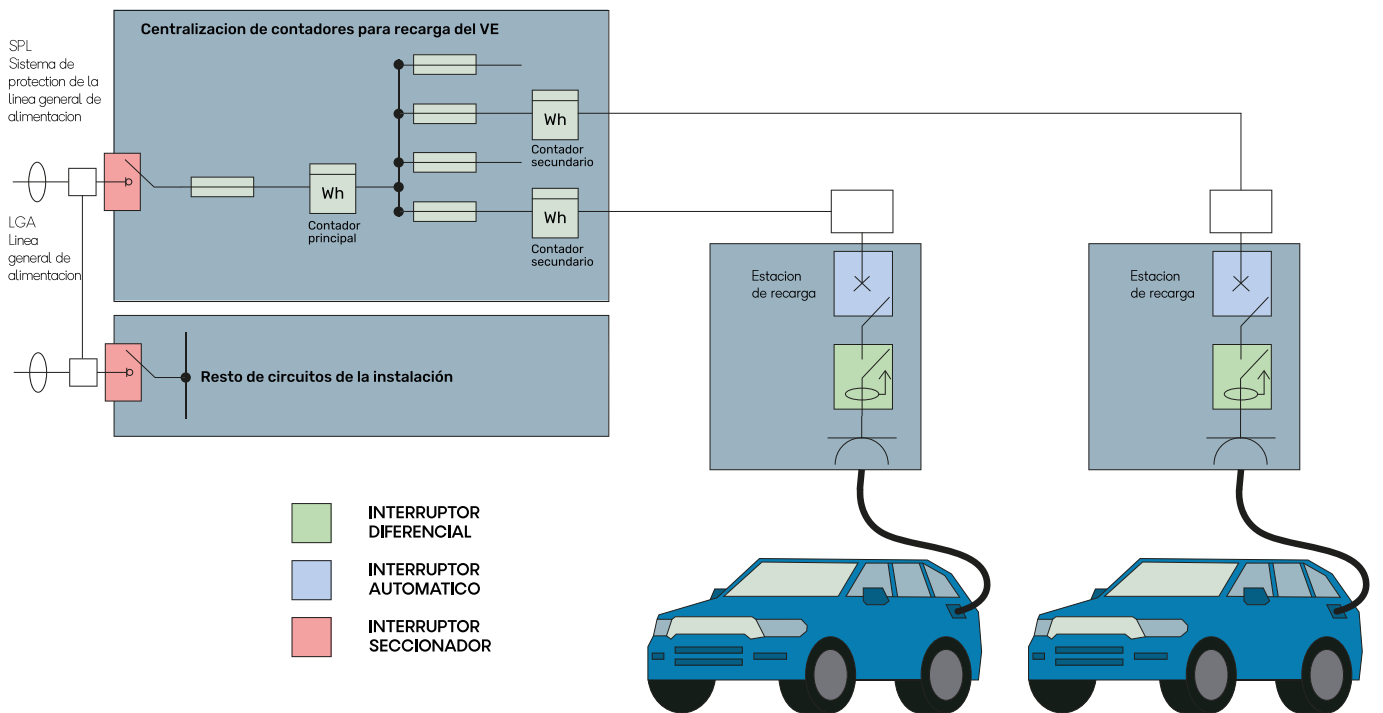 Centralizacion de contadores para recarga del VE
SPL
Sistema de
protection de la
linea general de
alimentacion
Wh
Contador
secundario
Wh
Contador
principal
Wh
Contador
secundario
LGA
Linea
general de
alimentacion
Estacion
de recarga
Estacion
de recarga
Resto de circuitos de la instalación
INTERRUPTOR
DIFERENCIAL
INTERRUPTOR
AUTOMATICO
INTERRUPTOR
SECCIONADOR